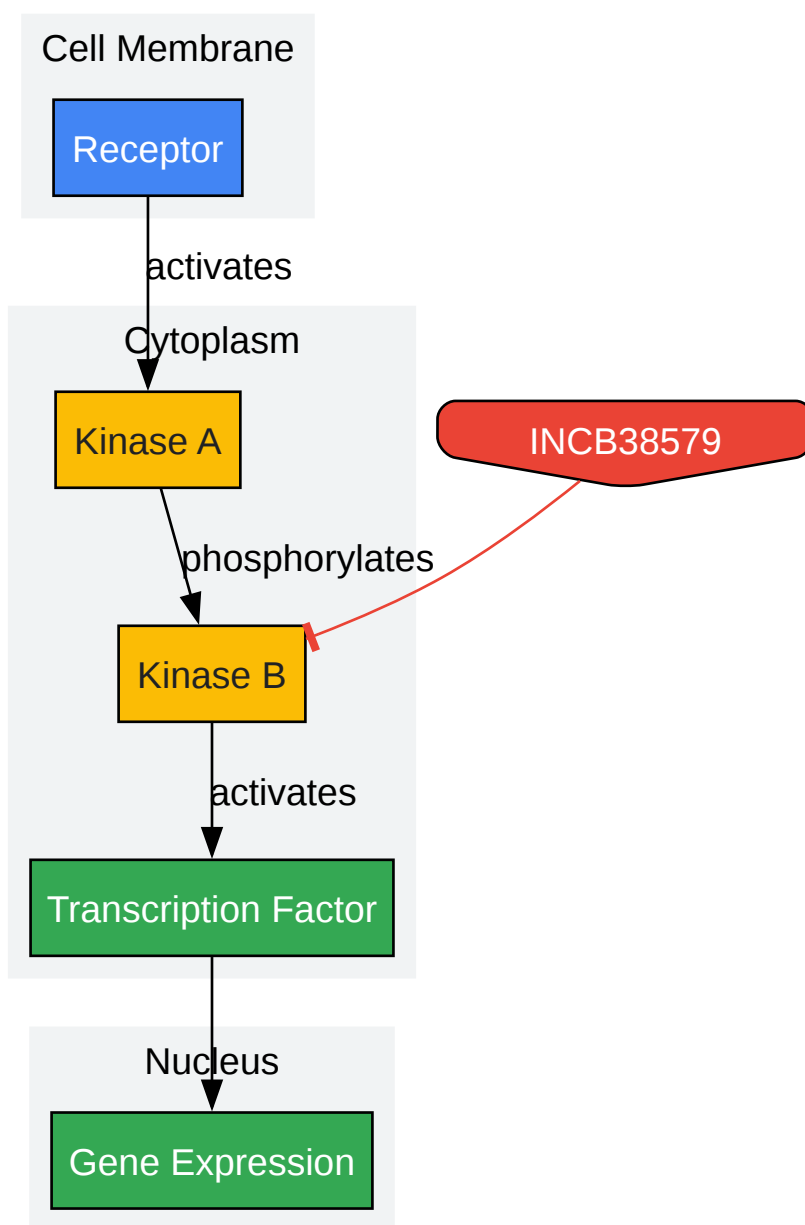 Cell Membrane
Receptor
activates
Cytoplasm
Kinase A
INCB38579
phosphorylates
Kinase B
activates
Transcription Factor
Nucleus
Gene Expression